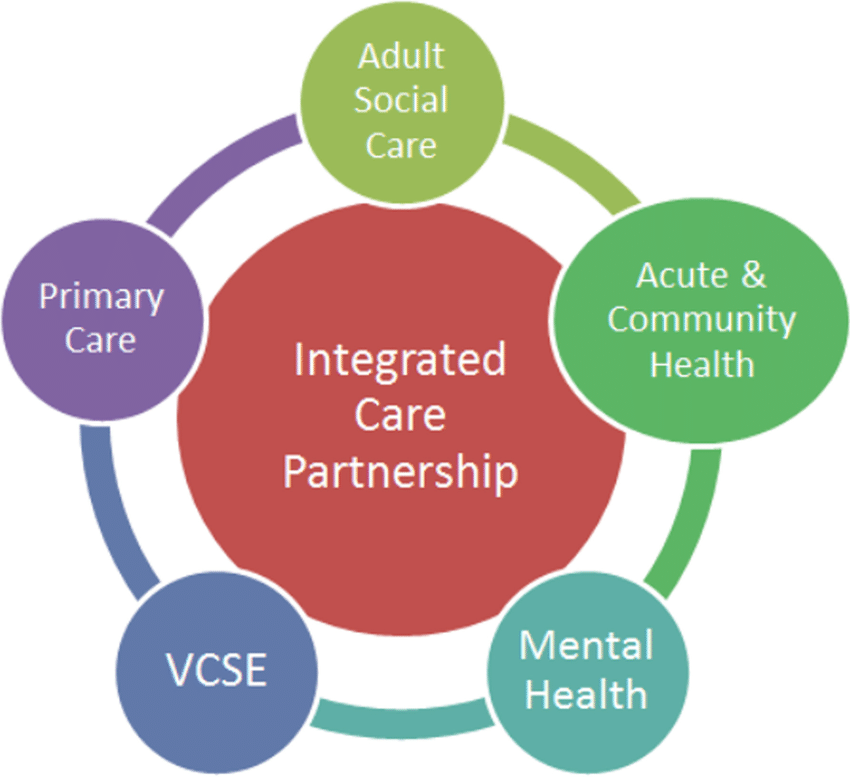 Adult
Social
Care
Acute &
Community
Health
Primary
Care
Integrated
Care
Partnership
VCSE
Mental
Health